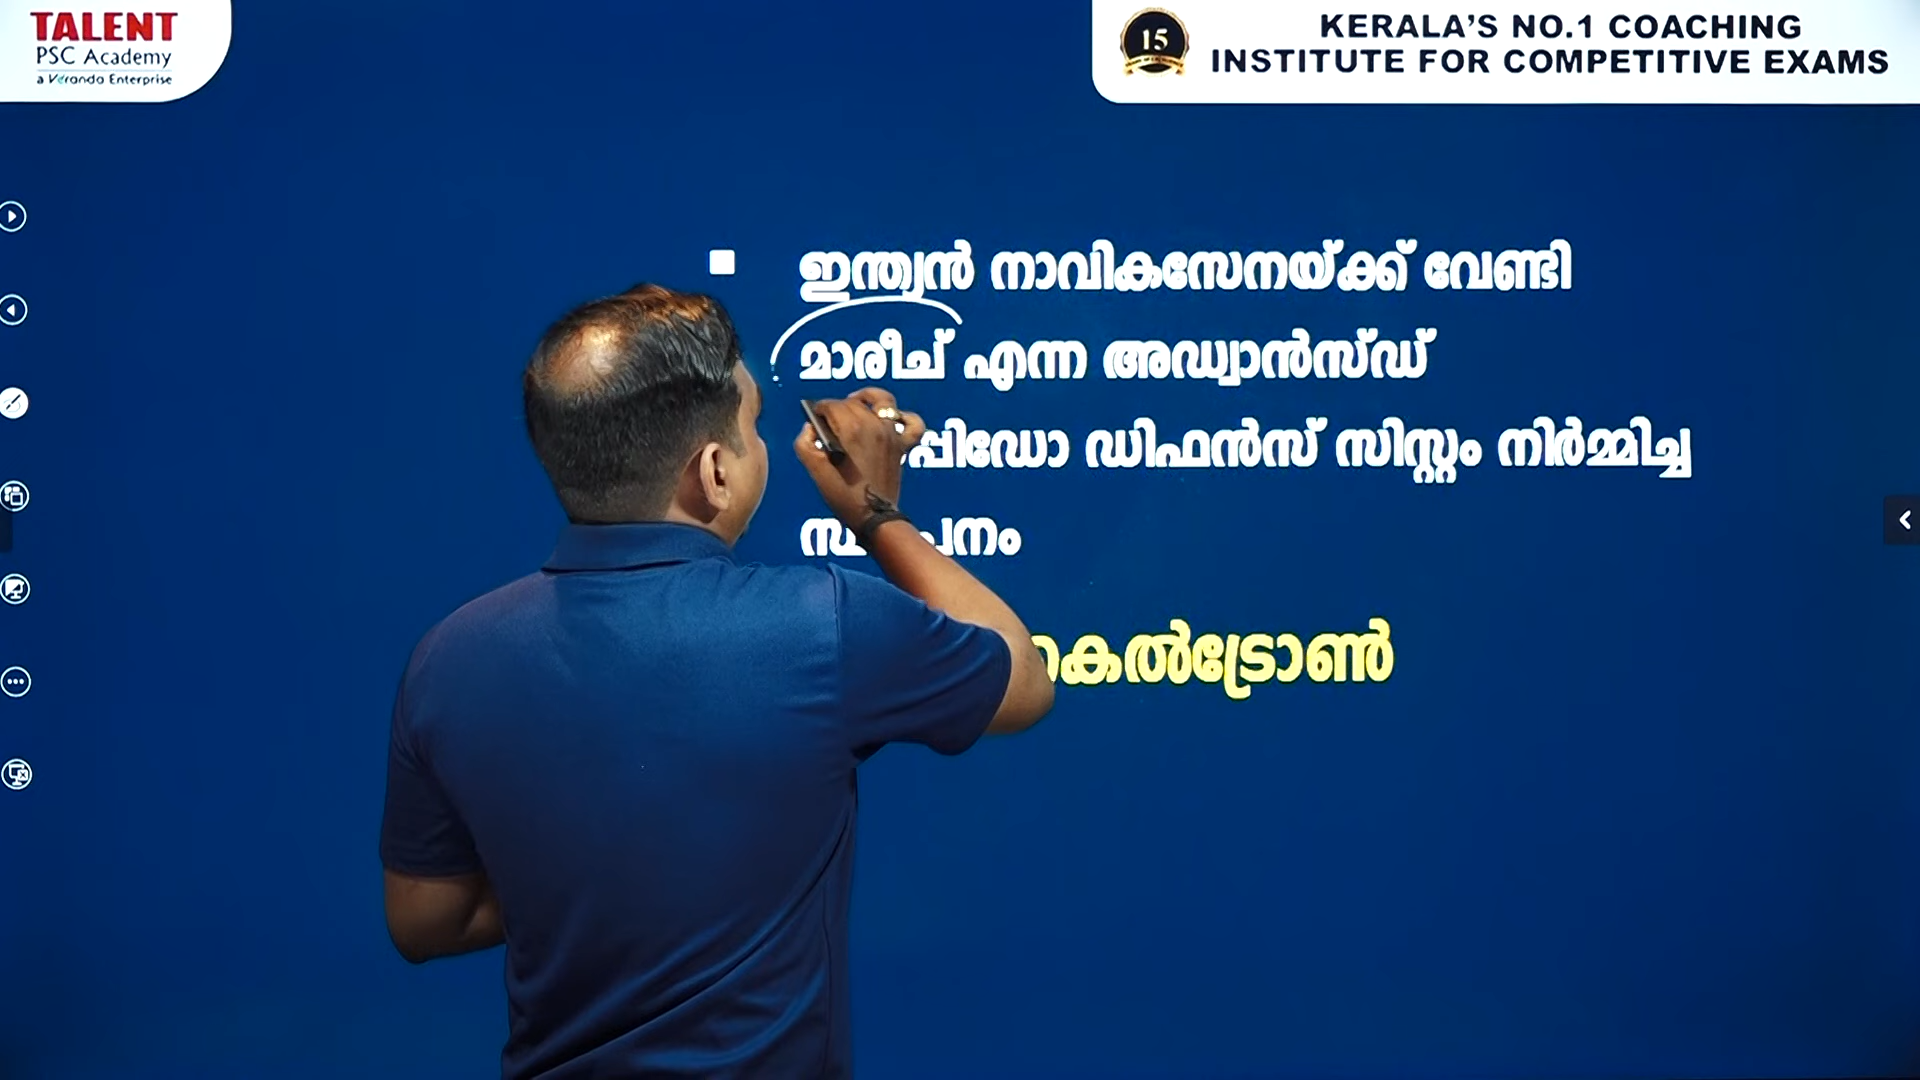 TALENT
PSC Academy
a Veranda Enterprise
15
KERALA'S NO.1 COACHING
INSTITUTE FOR COMPETITIVE EXAMS
ഇന്ത്യൻ നാവികസേനയ്ക്ക് വേണ്ടി
മാരീച് എന്ന അഡ്വാൻസ്ഡ്
ഡിഫൻസ് സിസ്റ്റം നിർമ്മിച്ച
കെൽട്രോൺ